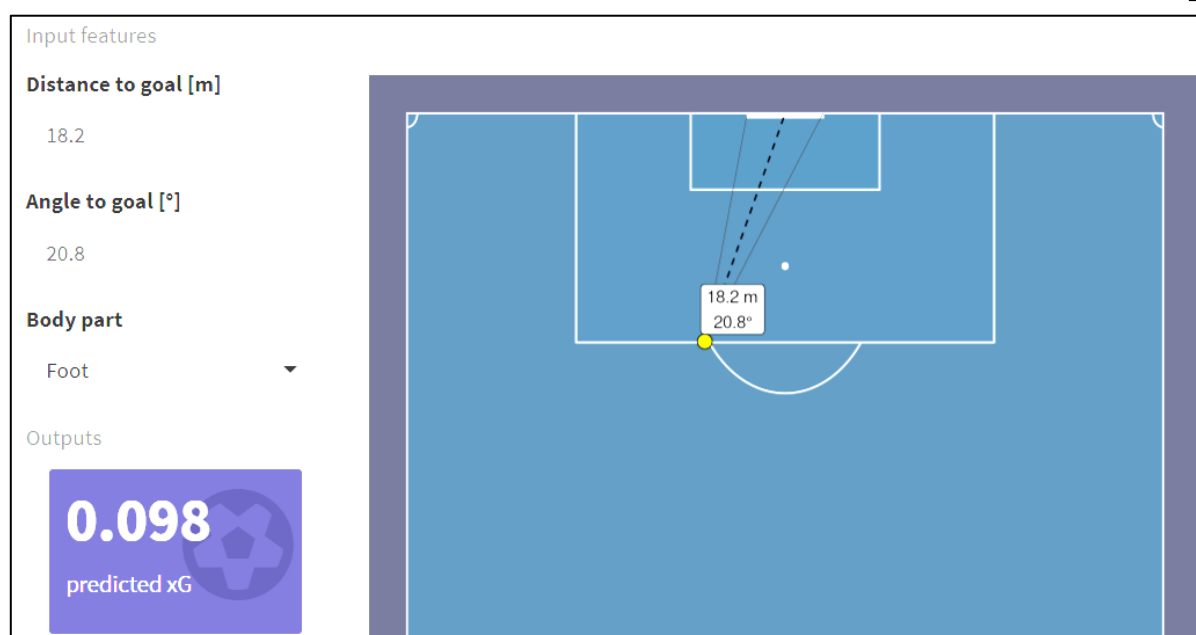 Input features
Distance to goal [m]
18.2
Angle to goal [°]
20.8
Body part
Foot
Outputs
0.098
predicted xG
18.2 m
20.8°